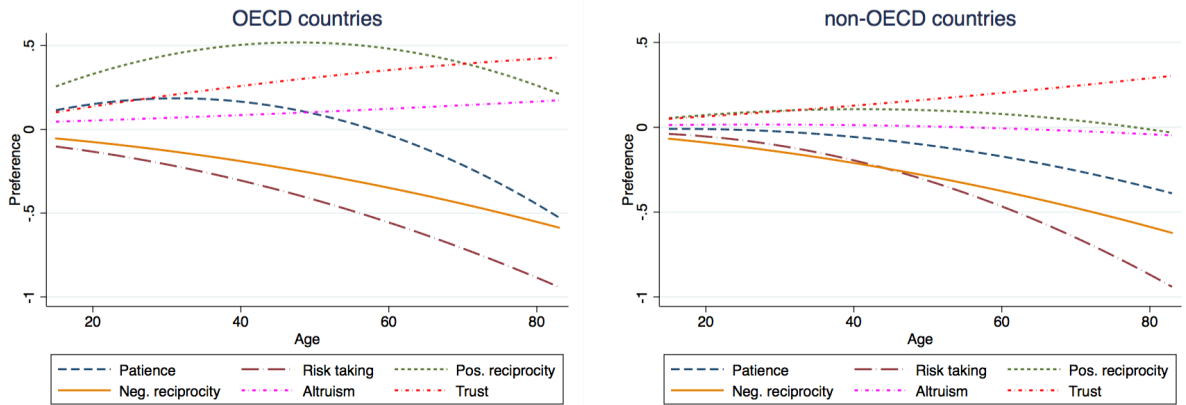 OECD countries
Preference
.5
0
-.5
-1
20 40 60 80
Age
Patience Risk taking Pos. reciprocity
Neg. reciprocity Altruism Trust
non-OECD countries
Preference
.5
0
-.5
-1
20 40 60 80
Age
Patience Risk taking Pos. reciprocity
Neg. reciprocity Altruism Trust